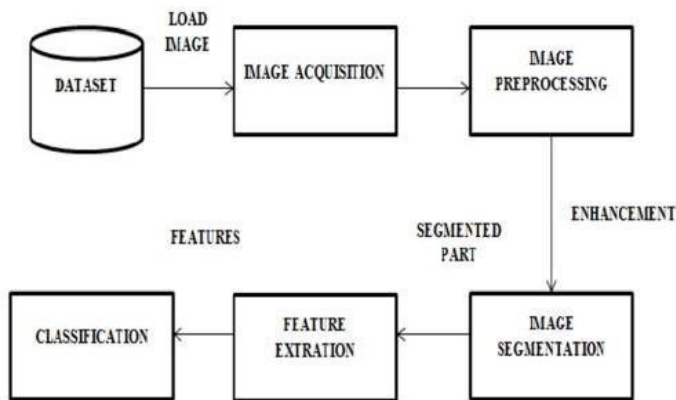 LOAD
IMAGE
DATASET
IMAGE ACQUISITION
IMAGE
PREPROCESSING
ENHANCEMENT
FEATURES
SEGMENTED
PART
CLASSIFICATION
FEATURE
EXTRATION
IMAGE
SEGMENTATION